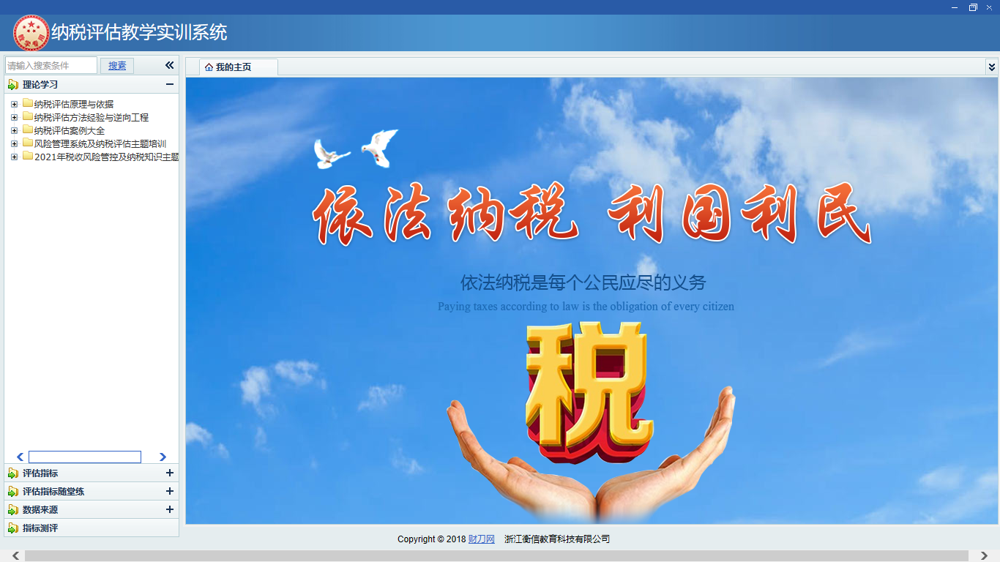 纳税评估教学实训系统
请输入搜索条件
搜素
我的主页
理论学习
纳税评估原理与依据
纳税评估方法经验与逆向工程
纳税评估案例大全
风险管理系统及纳税评估主题培训
2021年税收风险管控及纳税知识主题
依法纳税 利国利民
依法纳税是每个公民应尽的义务
Paying taxes according to law is the obligation of every citizen
税
评估指标
评估指标随堂练
数据来源
指标测评
Copyright © 2018 财刀网 浙江衡信教育科技有限公司